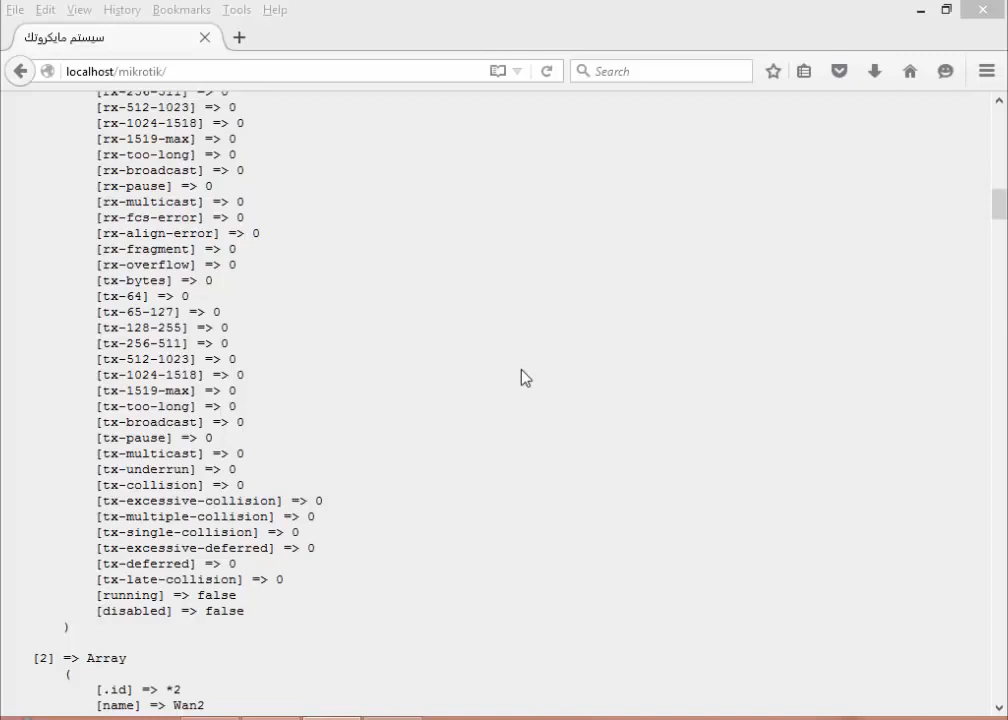 File Edit View History Bookmarks Tools Help
سيستم مايكروتك
localhost/mikrotik/
Search
[rx-256-511] => 0
[rx-512-1023] => 0
[rx-1024-1518] => 0
[rx-1519-max] => 0
[rx-too-long] => 0
[rx-broadcast] => 0
[rx-pause] => 0
[rx-multicast] => 0
[rx-fcs-error] => 0
[rx-align-error] => 0
[rx-fragment] => 0
[rx-overflow] => 0
[tx-bytes] => 0
[tx-64] => 0
[tx-65-127] => 0
[tx-128-255] => 0
[tx-256-511] => 0
[tx-512-1023] => 0
[tx-1024-1518] => 0
[tx-1519-max] => 0
[tx-too-long] => 0
[tx-broadcast] => 0
[tx-pause] => 0
[tx-multicast] => 0
[tx-underrun] => 0
[tx-collision] => 0
[tx-excessive-collision] => 0
[tx-multiple-collision] => 0
[tx-single-collision] => 0
[tx-excessive-deferred] => 0
[tx-deferred] => 0
[tx-late-collision] => 0
[running] => false
[disabled] => false
)
[2] => Array
(
[.id] => *2
[name] => Wan2